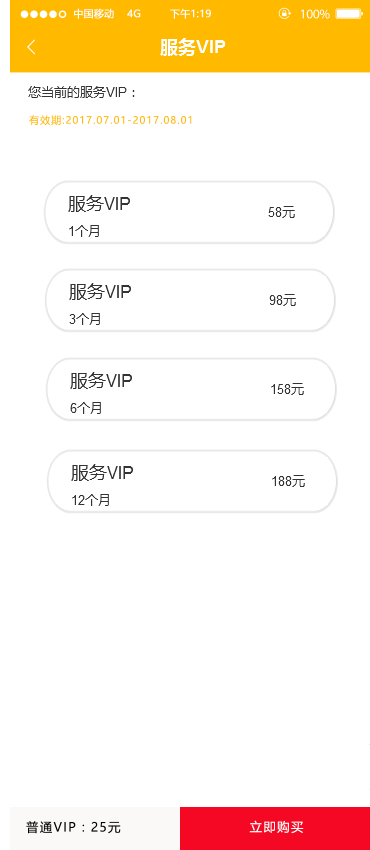 中国移动 4G 下午1:19 100%
服务VIP
您当前的服务VIP：
有效期:2017.07.01-2017.08.01
服务VIP 58元
1个月
服务VIP 98元
3个月
服务VIP 158元
6个月
服务VIP 188元
12个月
普通VIP：25元 立即购买